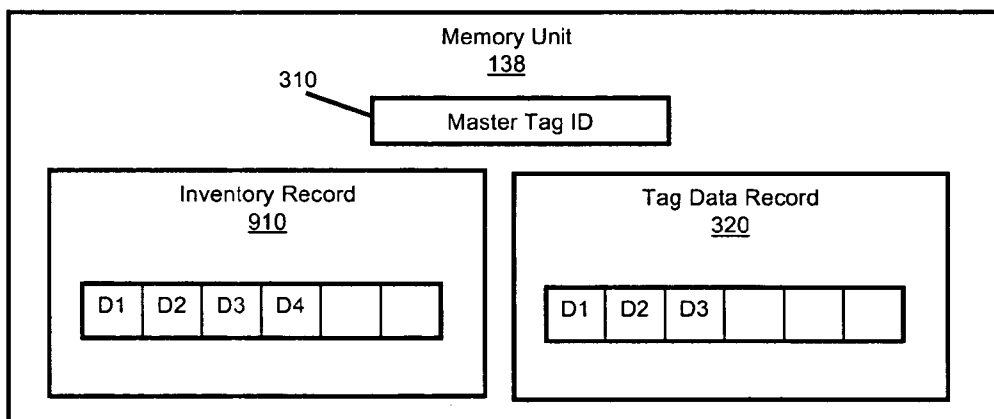 Memory Unit
138
310
Master Tag ID
Inventory Record
910
D1 D2 D3 D4
Tag Data Record
320
D1 D2 D3